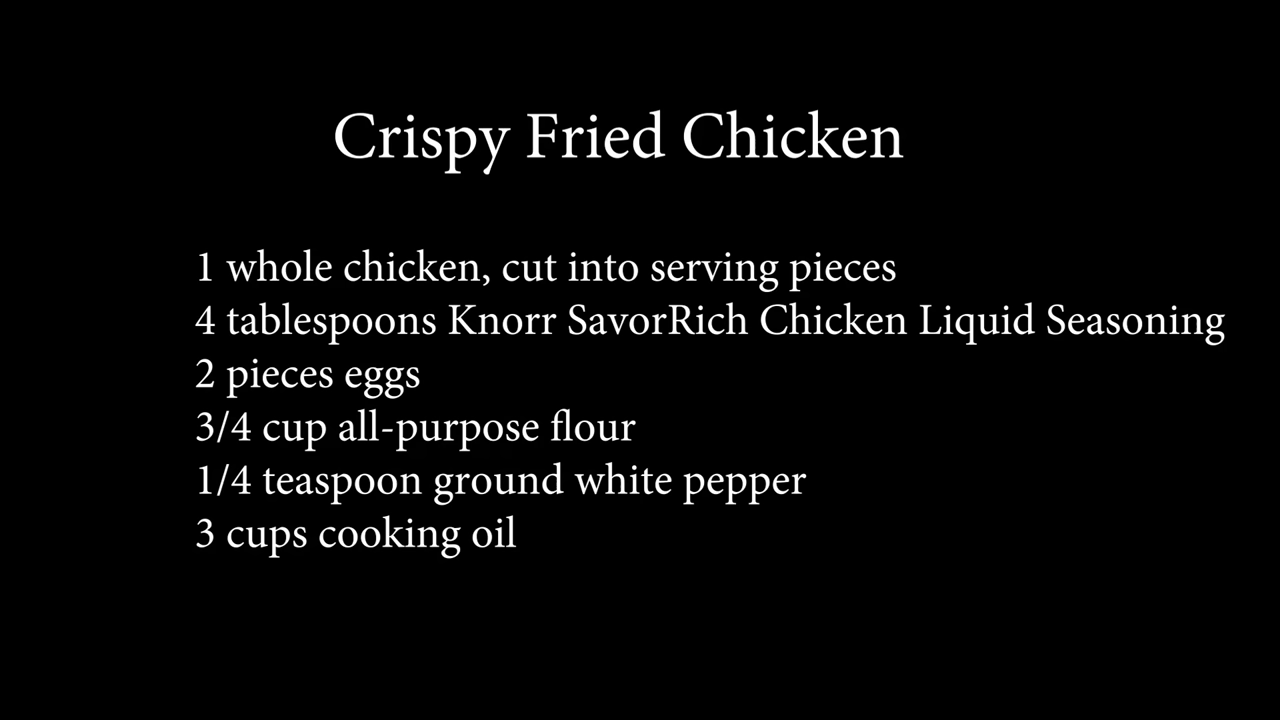 Crispy Fried Chicken
1 whole chicken, cut into serving pieces
4 tablespoons Knorr SavorRich Chicken Liquid Seasoning
2 pieces eggs
3/4 cup all-purpose flour
1/4 teaspoon ground white pepper
3 cups cooking oil